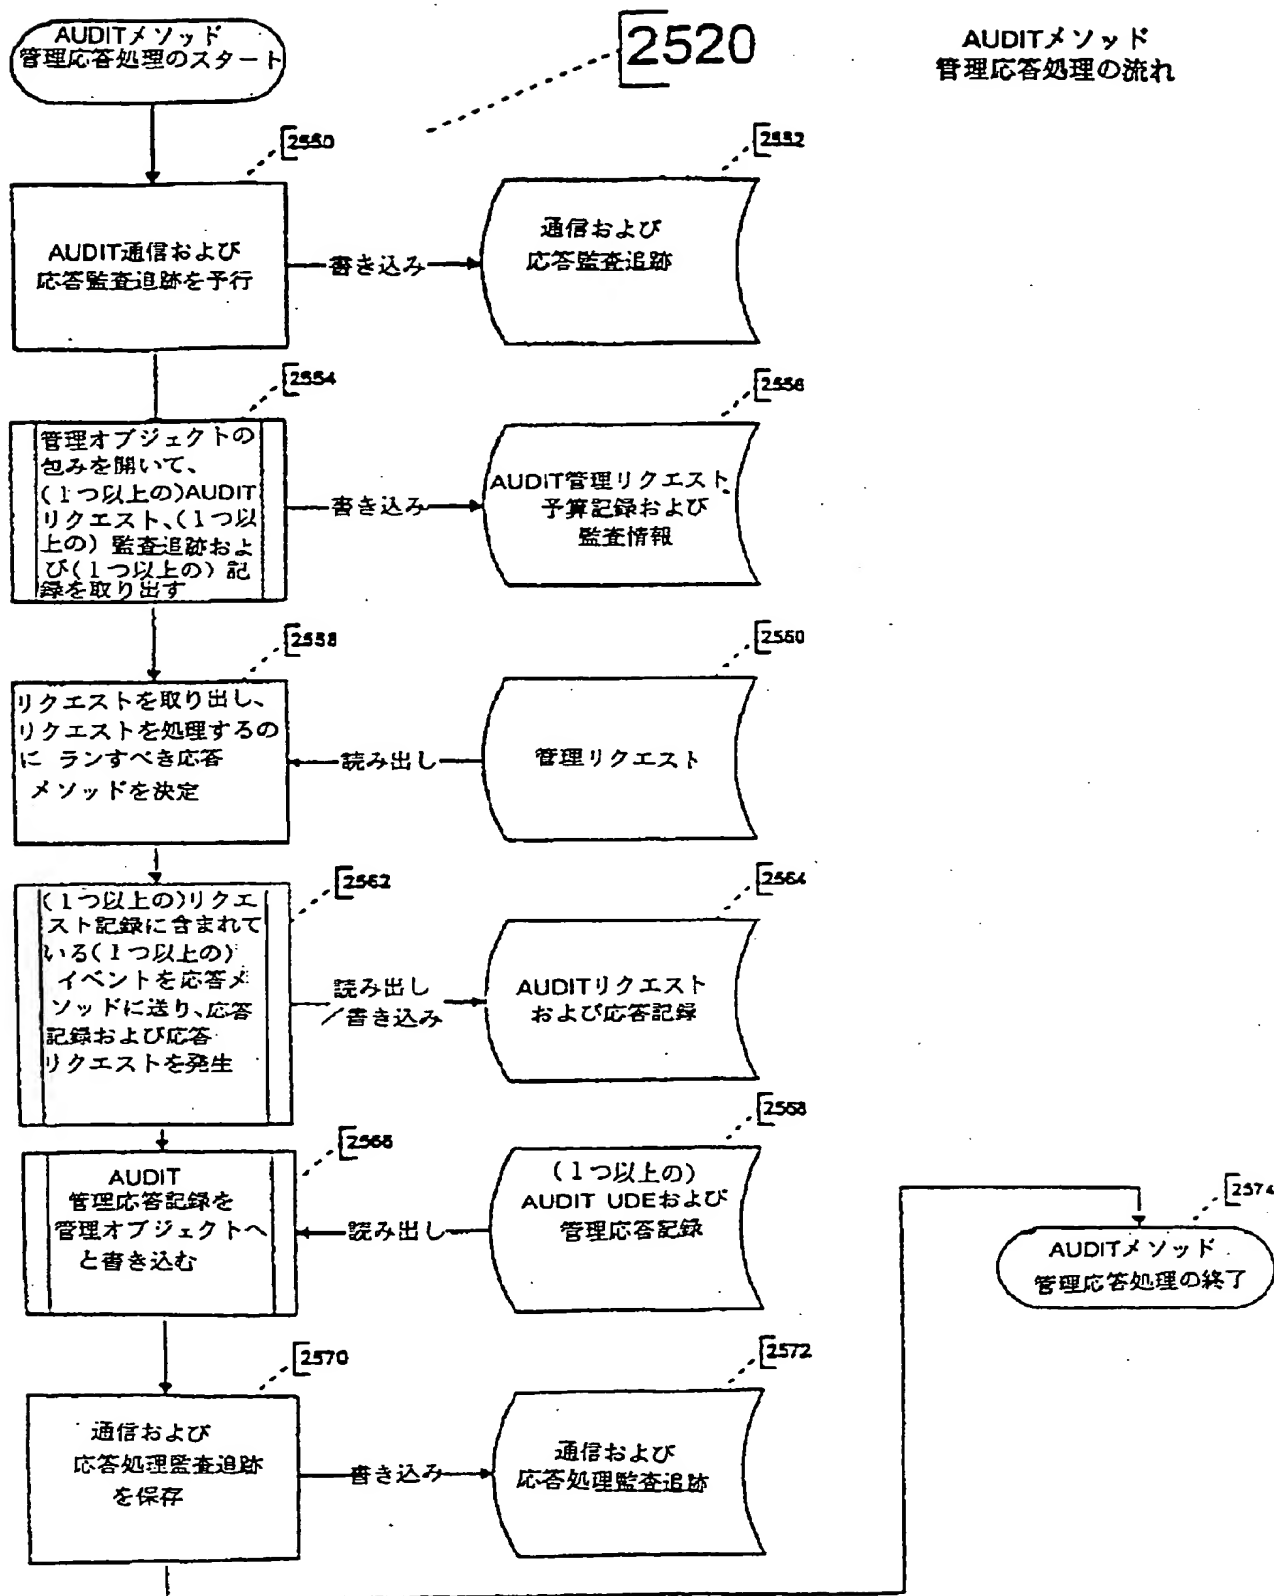 AUDITメソッド
管理応答処理のスタート
2520
AUDITメソッド
管理応答処理の流れ
2550
AUDIT通信および
応答監査追跡を予行
書き込み
2552
通信および
応答監査追跡
2554
管理オブジェクトの
包みを開いて、
(1つ以上の)AUDIT
リクエスト、(1つ以
上の) 監査追跡およ
び(1つ以上の) 記
録を取り出す
書き込み
2556
AUDIT管理リクエスト
予算記録および
監査情報
2558
リクエストを取り出し、
リクエストを処理するの
に ランすべき応答
メソッドを決定
読み出し
2560
管理リクエスト
2562
(1つ以上の)リクエ
スト記録に含まれて
いる(1つ以上の)
イベントを応答メ
ソッドに送り、応答
記録および応答
リクエストを発生
読み出し
/書き込み
2564
AUDITリクエスト
および応答記録
2566
AUDIT
管理応答記録を
管理オブジェクトへ
と書き込む
読み出し
2568
(1つ以上の)
AUDIT UDEおよび
管理応答記録
2570
通信および
応答処理監査追跡
を保存
書き込み
2572
通信および
応答処理監査追跡
2574
AUDITメソッド
管理応答処理の終了